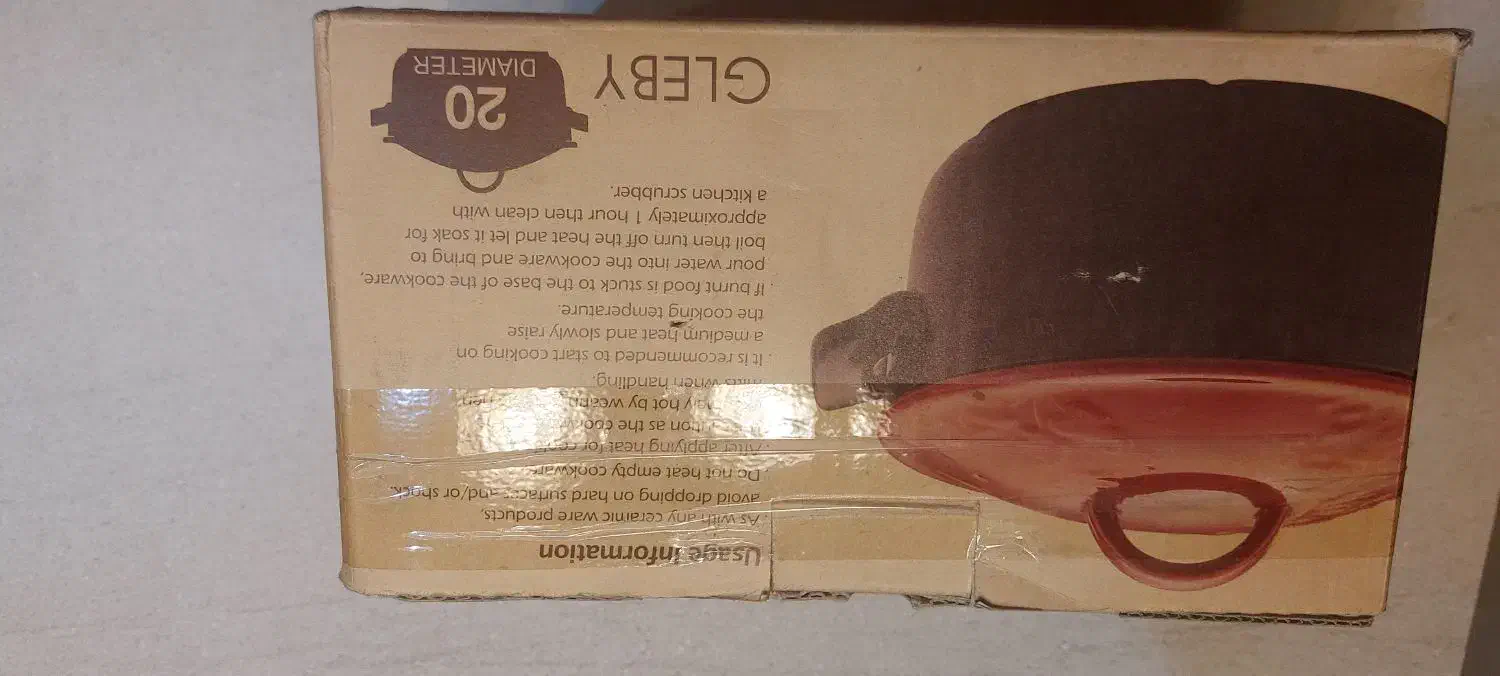 Usage information
. As with any ceramic ware products,
avoid dropping on hard surfaces and/or shock.
. Do not heat empty cookware.
. After applying heat for
as the
hot by
when handling.
. It is recommended to start cooking on
a medium heat and slowly raise
the cooking temperature.
. If burnt food is stuck to the base of the cookware,
pour water into the cookware and bring to
boil then turn off the heat and let it soak for
approximately 1 hour then clean with
a kitchen scrubber.
GLEBY
20
DIAMETER